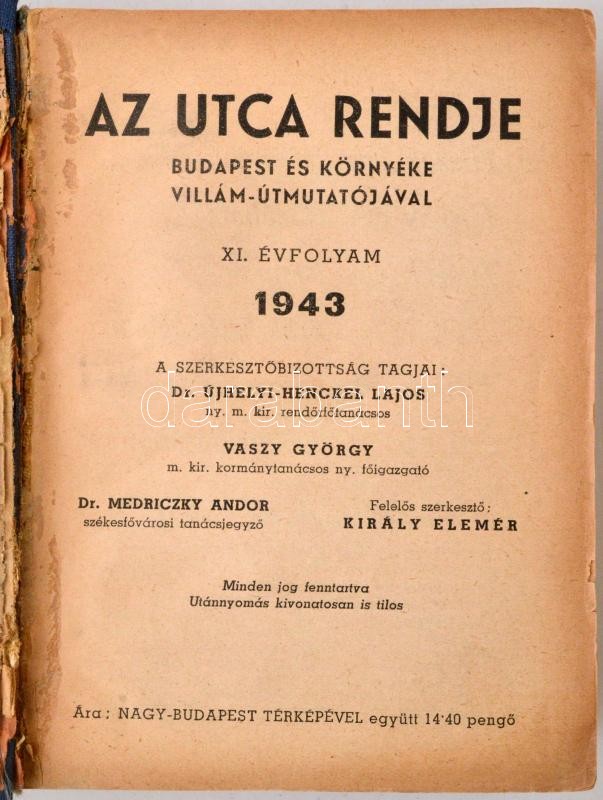 AZ UTCA RENDJE
BUDAPEST ÉS KÖRNYÉKE
VILLÁM-ÚTMUTATÓJÁVAL
XI. ÉVFOLYAM
1943
A SZERKESZTŐBIZOTTSÁG TAGJAI:
Dr. ÚJHELYI-HENCKEL LAJOS
ny. m. kir. rendőrfőtanácsos
VASZY GYÖRGY
m. kir. kormánytanácsos ny. főigazgató
Dr. MEDRICZKY ANDOR
székesfővárosi tanácsjegyző
Felelős szerkesztő:
KIRÁLY ELEMÉR
Minden jog fenntartva
Utánnyomás kivonatosan is tilos
Ára: NAGY-BUDAPEST TÉRKÉPÉVEL együtt 14·40 pengő
darabanth